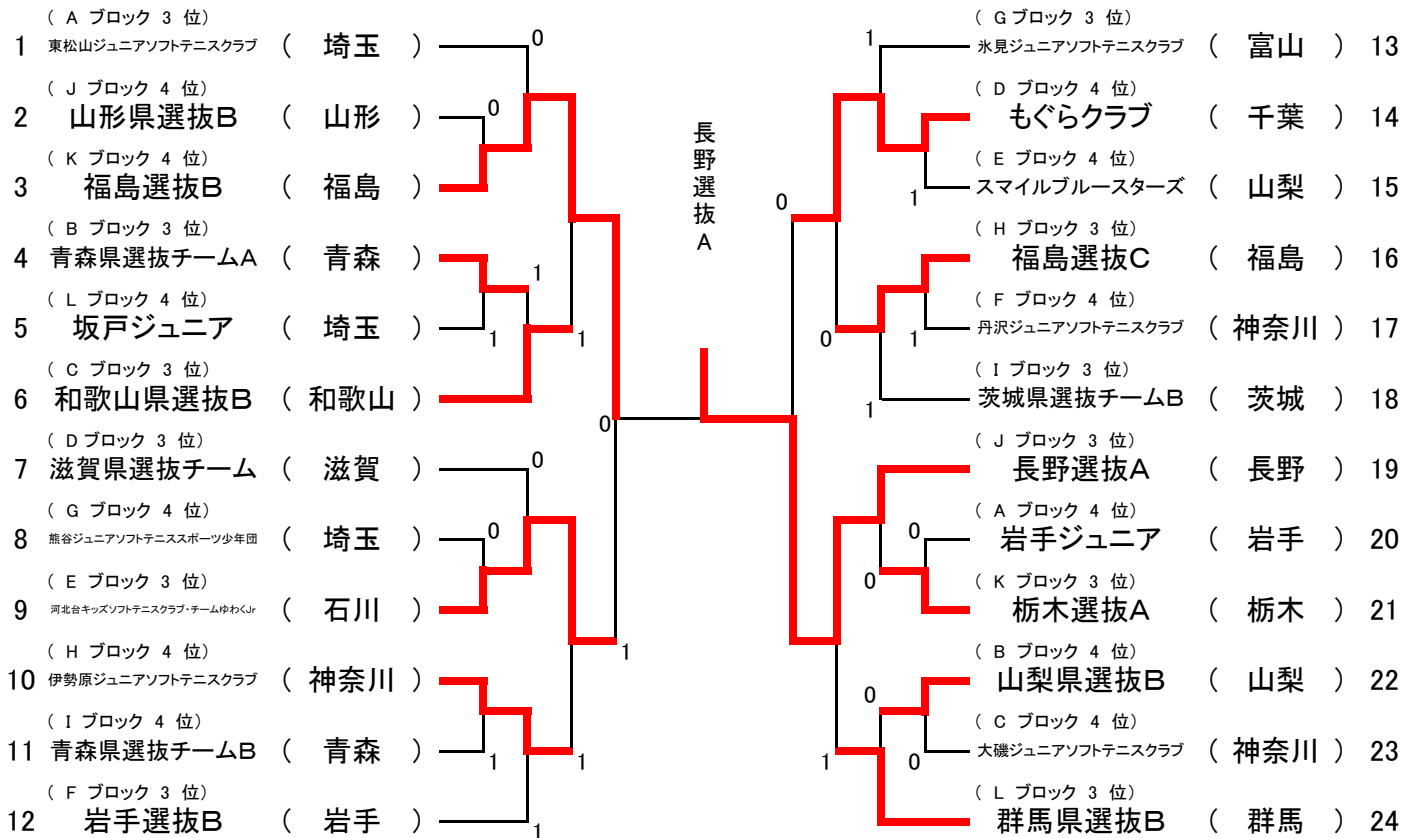 ( A ブロック 3 位)
1 東松山ジュニアソフトテニスクラブ ( 埼玉 )
0
( J ブロック 4 位)
2 山形県選抜B ( 山形 )
0
( K ブロック 4 位)
3 福島選抜B ( 福島 )
( B ブロック 3 位)
4 青森県選抜チームA ( 青森 )
1
( L ブロック 4 位)
5 坂戸ジュニア ( 埼玉 )
1
1
( C ブロック 3 位)
6 和歌山県選抜B ( 和歌山 )
0
( D ブロック 3 位)
7 滋賀県選抜チーム ( 滋賀 )
0
( G ブロック 4 位)
8 熊谷ジュニアソフトテニススポーツ少年団 ( 埼玉 )
0
( E ブロック 3 位)
9 河北台キッズソフトテニスクラブ・チームゆわくJr ( 石川 )
1
( H ブロック 4 位)
10 伊勢原ジュニアソフトテニスクラブ ( 神奈川 )
( I ブロック 4 位)
11 青森県選抜チームB ( 青森 )
1
1
( F ブロック 3 位)
12 岩手選抜B ( 岩手 )
1
長野選抜A
( G ブロック 3 位)
1
氷見ジュニアソフトテニスクラブ ( 富山 ) 13
( D ブロック 4 位)
もぐらクラブ ( 千葉 ) 14
( E ブロック 4 位)
1
スマイルブルースターズ ( 山梨 ) 15
0
( H ブロック 3 位)
福島選抜C ( 福島 ) 16
( F ブロック 4 位)
0
1
丹沢ジュニアソフトテニスクラブ ( 神奈川 ) 17
( I ブロック 3 位)
1
茨城県選抜チームB ( 茨城 ) 18
( J ブロック 3 位)
長野選抜A ( 長野 ) 19
( A ブロック 4 位)
0
岩手ジュニア ( 岩手 ) 20
( K ブロック 3 位)
0
栃木選抜A ( 栃木 ) 21
( B ブロック 4 位)
0
山梨県選抜B ( 山梨 ) 22
( C ブロック 4 位)
1
0
大磯ジュニアソフトテニスクラブ ( 神奈川 ) 23
( L ブロック 3 位)
群馬県選抜B ( 群馬 ) 24